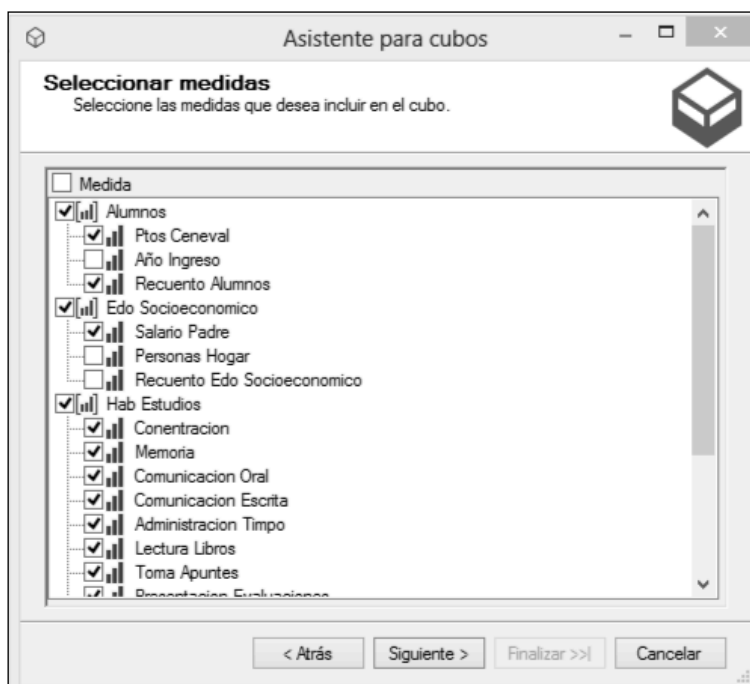 Asistente para cubos
Seleccionar medidas
Seleccione las medidas que desea incluir en el cubo.
Medida
Alumnos
Ptos Ceneval
Año Ingreso
Recuento Alumnos
Edo Socioeconomico
Salario Padre
Personas Hogar
Recuento Edo Socioeconomico
Hab Estudios
Conentracion
Memoria
Comunicacion Oral
Comunicacion Escrita
Administracion Timpo
Lectura Libros
Toma Apuntes
Presentacion Evaluaciones
< Atrás
Siguiente >
Finalizar >>|
Cancelar